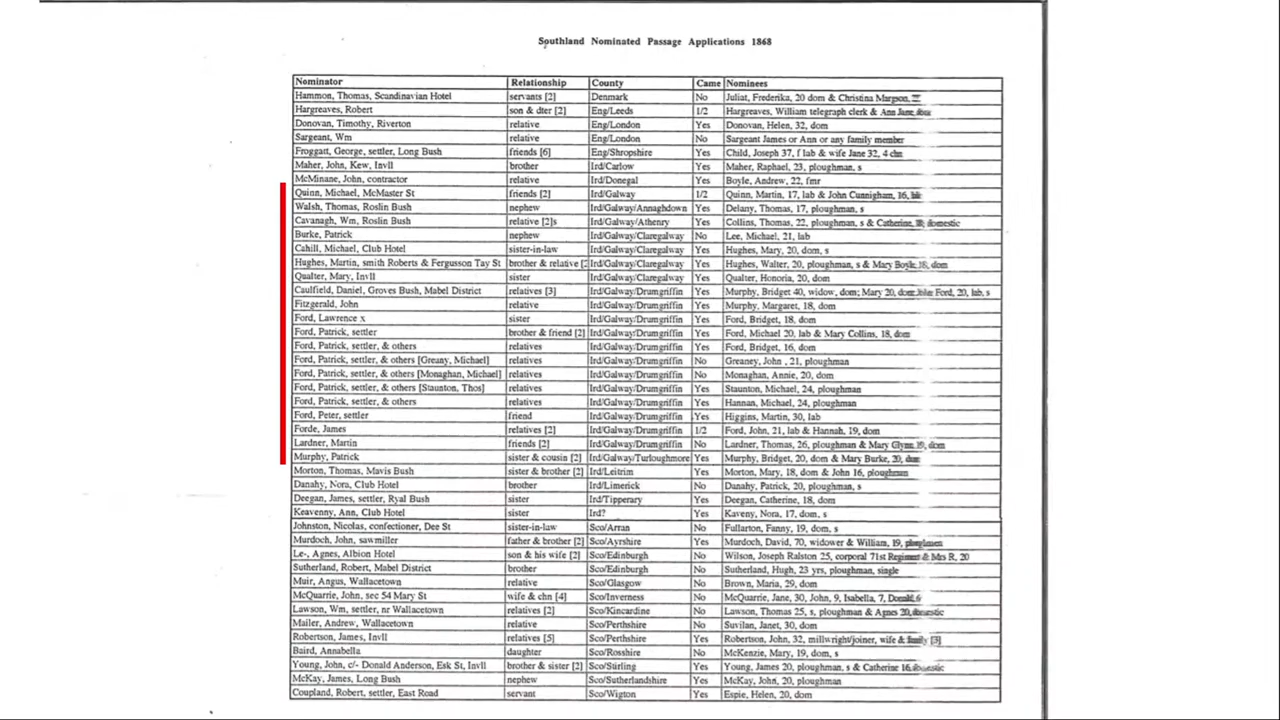 Southland Nominated Passage Applications 1868
Nominator Relationship County Came Nominees
Hammon, Thomas, Scandinavian Hotel servants [2] Denmark No Juliat, Frederika, 20 dom & Christina Margson,
Hargreaves, Robert son & dter [2] Eng/Leeds 1/2 Hargreaves, William telegraph clerk & Ann Jane,
Donovan, Timothy, Riverton relative Eng/London Yes Donovan, Helen, 32, dom
Sargeant, Wm relative Eng/London No Sargeant James or Ann or any family member
Froggatt, George, settler, Long Bush friends [6] Eng/Shropshire Yes Child, Joseph 37, f lab & wife Jane 32, 4 chn
Maher, John, Kew, Invll brother Ird/Carlow Yes Maher, Raphael, 23, ploughman, s
McMinane, John, contractor relative Ird/Donegal Yes Boyle, Andrew, 22, fmr
Quinn, Michael, McMaster St friends [2] Ird/Galway 1/2 Quinn, Martin, 17, lab & John Cunnigham, 16,
Walsh, Thomas, Roslin Bush nephew Ird/Galway/Annaghdown Yes Delany, Thomas, 17, ploughman, s
Cavanagh, Wm, Roslin Bush relative [2]s Ird/Galway/Athenry Yes Collins, Thomas, 22, ploughman, s & Catherine, domestic
Burke, Patrick nephew Ird/Galway/Claregalway No Lee, Michael, 21, lab
Cahill, Michael, Club Hotel sister-in-law Ird/Galway/Claregalway Yes Hughes, Mary, 20, dom, s
Hughes, Martin, smith Roberts & Fergusson Tay St brother & relative [2 Ird/Galway/Claregalway Yes Hughes, Walter, 20, ploughman, s & Mary Boyle, 18, dom
Qualter, Mary, Invll sister Ird/Galway/Claregalway Yes Qualter, Honoria, 20, dom
Caulfield, Daniel, Groves Bush, Mabel District relatives [3] Ird/Galway/Drumgriffin Yes Murphy, Bridget 40, widow, dom; Mary 20, dom; John Ford, 20, lab, s
Fitzgerald, John relative Ird/Galway/Drumgriffin Yes Murphy, Margaret, 18, dom
Ford, Lawrence x sister Ird/Galway/Drumgriffin Yes Ford, Bridget, 18, dom
Ford, Patrick, settler brother & friend [2] Ird/Galway/Drumgriffin Yes Ford, Michael 20, lab & Mary Collins, 18, dom
Ford, Patrick, settler, & others relatives Ird/Galway/Drumgriffin Yes Ford, Bridget, 16, dom
Ford, Patrick, settler, & others [Greany, Michael] relatives Ird/Galway/Drumgriffin No Greaney, John , 21, ploughman
Ford, Patrick, settler, & others [Monaghan, Michael] relatives Ird/Galway/Drumgriffin No Monaghan, Annie, 20, dom
Ford, Patrick, settler, & others [Staunton, Thos] relatives Ird/Galway/Drumgriffin Yes Staunton, Michael, 24, ploughman
Ford, Patrick, settler, & others relatives Ird/Galway/Drumgriffin Yes Hannan, Michael, 24, ploughman
Ford, Peter, settler friend Ird/Galway/Drumgriffin Yes Higgins, Martin, 30, lab
Forde, James relatives [2] Ird/Galway/Drumgriffin 1/2 Ford, John, 21, lab & Hannah, 19, dom
Lardner, Martin friends [2] Ird/Galway/Drumgriffin No Lardner, Thomas, 26, ploughman & Mary Glynn, 19, dom
Murphy, Patrick sister & cousin [2] Ird/Galway/Turloughmore Yes Murphy, Bridget, 20, dom & Mary Burke, 20, dom
Morton, Thomas, Mavis Bush sister & brother [2] Ird/Leitrim Yes Morton, Mary, 18, dom & John 16, ploughman
Danahy, Nora, Club Hotel brother Ird/Limerick No Danahy, Patrick, 20, ploughman, s
Deegan, James, settler, Ryal Bush sister Ird/Tipperary Yes Deegan, Catherine, 18, dom
Keavenny, Ann, Club Hotel sister Ird? Yes Kaveny, Nora, 17, dom, s
Johnston, Nicolas, confectioner, Dee St sister-in-law Sco/Arran No Fullarton, Fanny, 19, dom, s
Murdoch, John, sawmiller father & brother [2] Sco/Ayrshire Yes Murdoch, David, 70, widower & William, 19, ploughman
Le-, Agnes, Albion Hotel son & his wife [2] Sco/Edinburgh No Wilson, Joseph Ralston 25, corporal 71st Regiment & Mrs R, 20
Sutherland, Robert, Mabel District brother Sco/Edinburgh No Sutherland, Hugh, 23 yrs, ploughman, single
Muir, Angus, Wallacetown relative Sco/Glasgow No Brown, Maria, 29, dom
McQuarrie, John, sec 54 Mary St wife & chn [4] Sco/Inverness No McQuarrie, Jane, 30, John, 9, Isabella, 7, Donald, 6
Lawson, Wm, settler, nr Wallacetown relatives [2] Sco/Kincardine No Lawson, Thomas 25, s, ploughman & Agnes 20, domestic
Mailer, Andrew, Wallacetown relative Sco/Perthshire No Suvilan, Janet, 30, dom
Robertson, James, Invll relatives [5] Sco/Perthshire Yes Robertson, John, 32, millwright/joiner, wife & family [3]
Baird, Annabella daughter Sco/Rosshire No McKenzie, Mary, 19, dom, s
Young, John, c/- Donald Anderson, Esk St, Invll brother & sister [2] Sco/Stirling Yes Young, James 20, ploughman, s & Catherine 16, domestic
McKay, James, Long Bush nephew Sco/Sutherlandshire Yes McKay, John, 20, ploughman
Coupland, Robert, settler, East Road servant Sco/Wigton Yes Espie, Helen, 20, dom